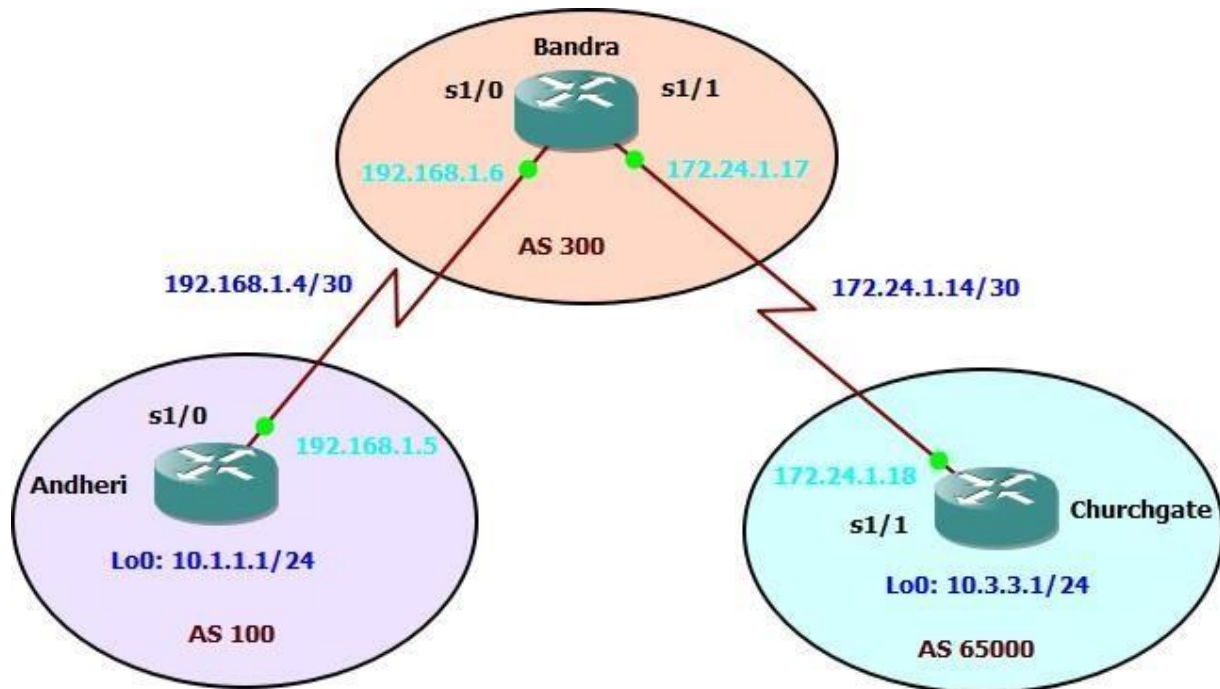 Bandra
s1/0
s1/1
192.168.1.6
172.24.1.17
AS 300
192.168.1.4/30
172.24.1.14/30
s1/0
192.168.1.5
Andheri
Lo0: 10.1.1.1/24
AS 100
172.24.1.18
s1/1
Churchgate
Lo0: 10.3.3.1/24
AS 65000